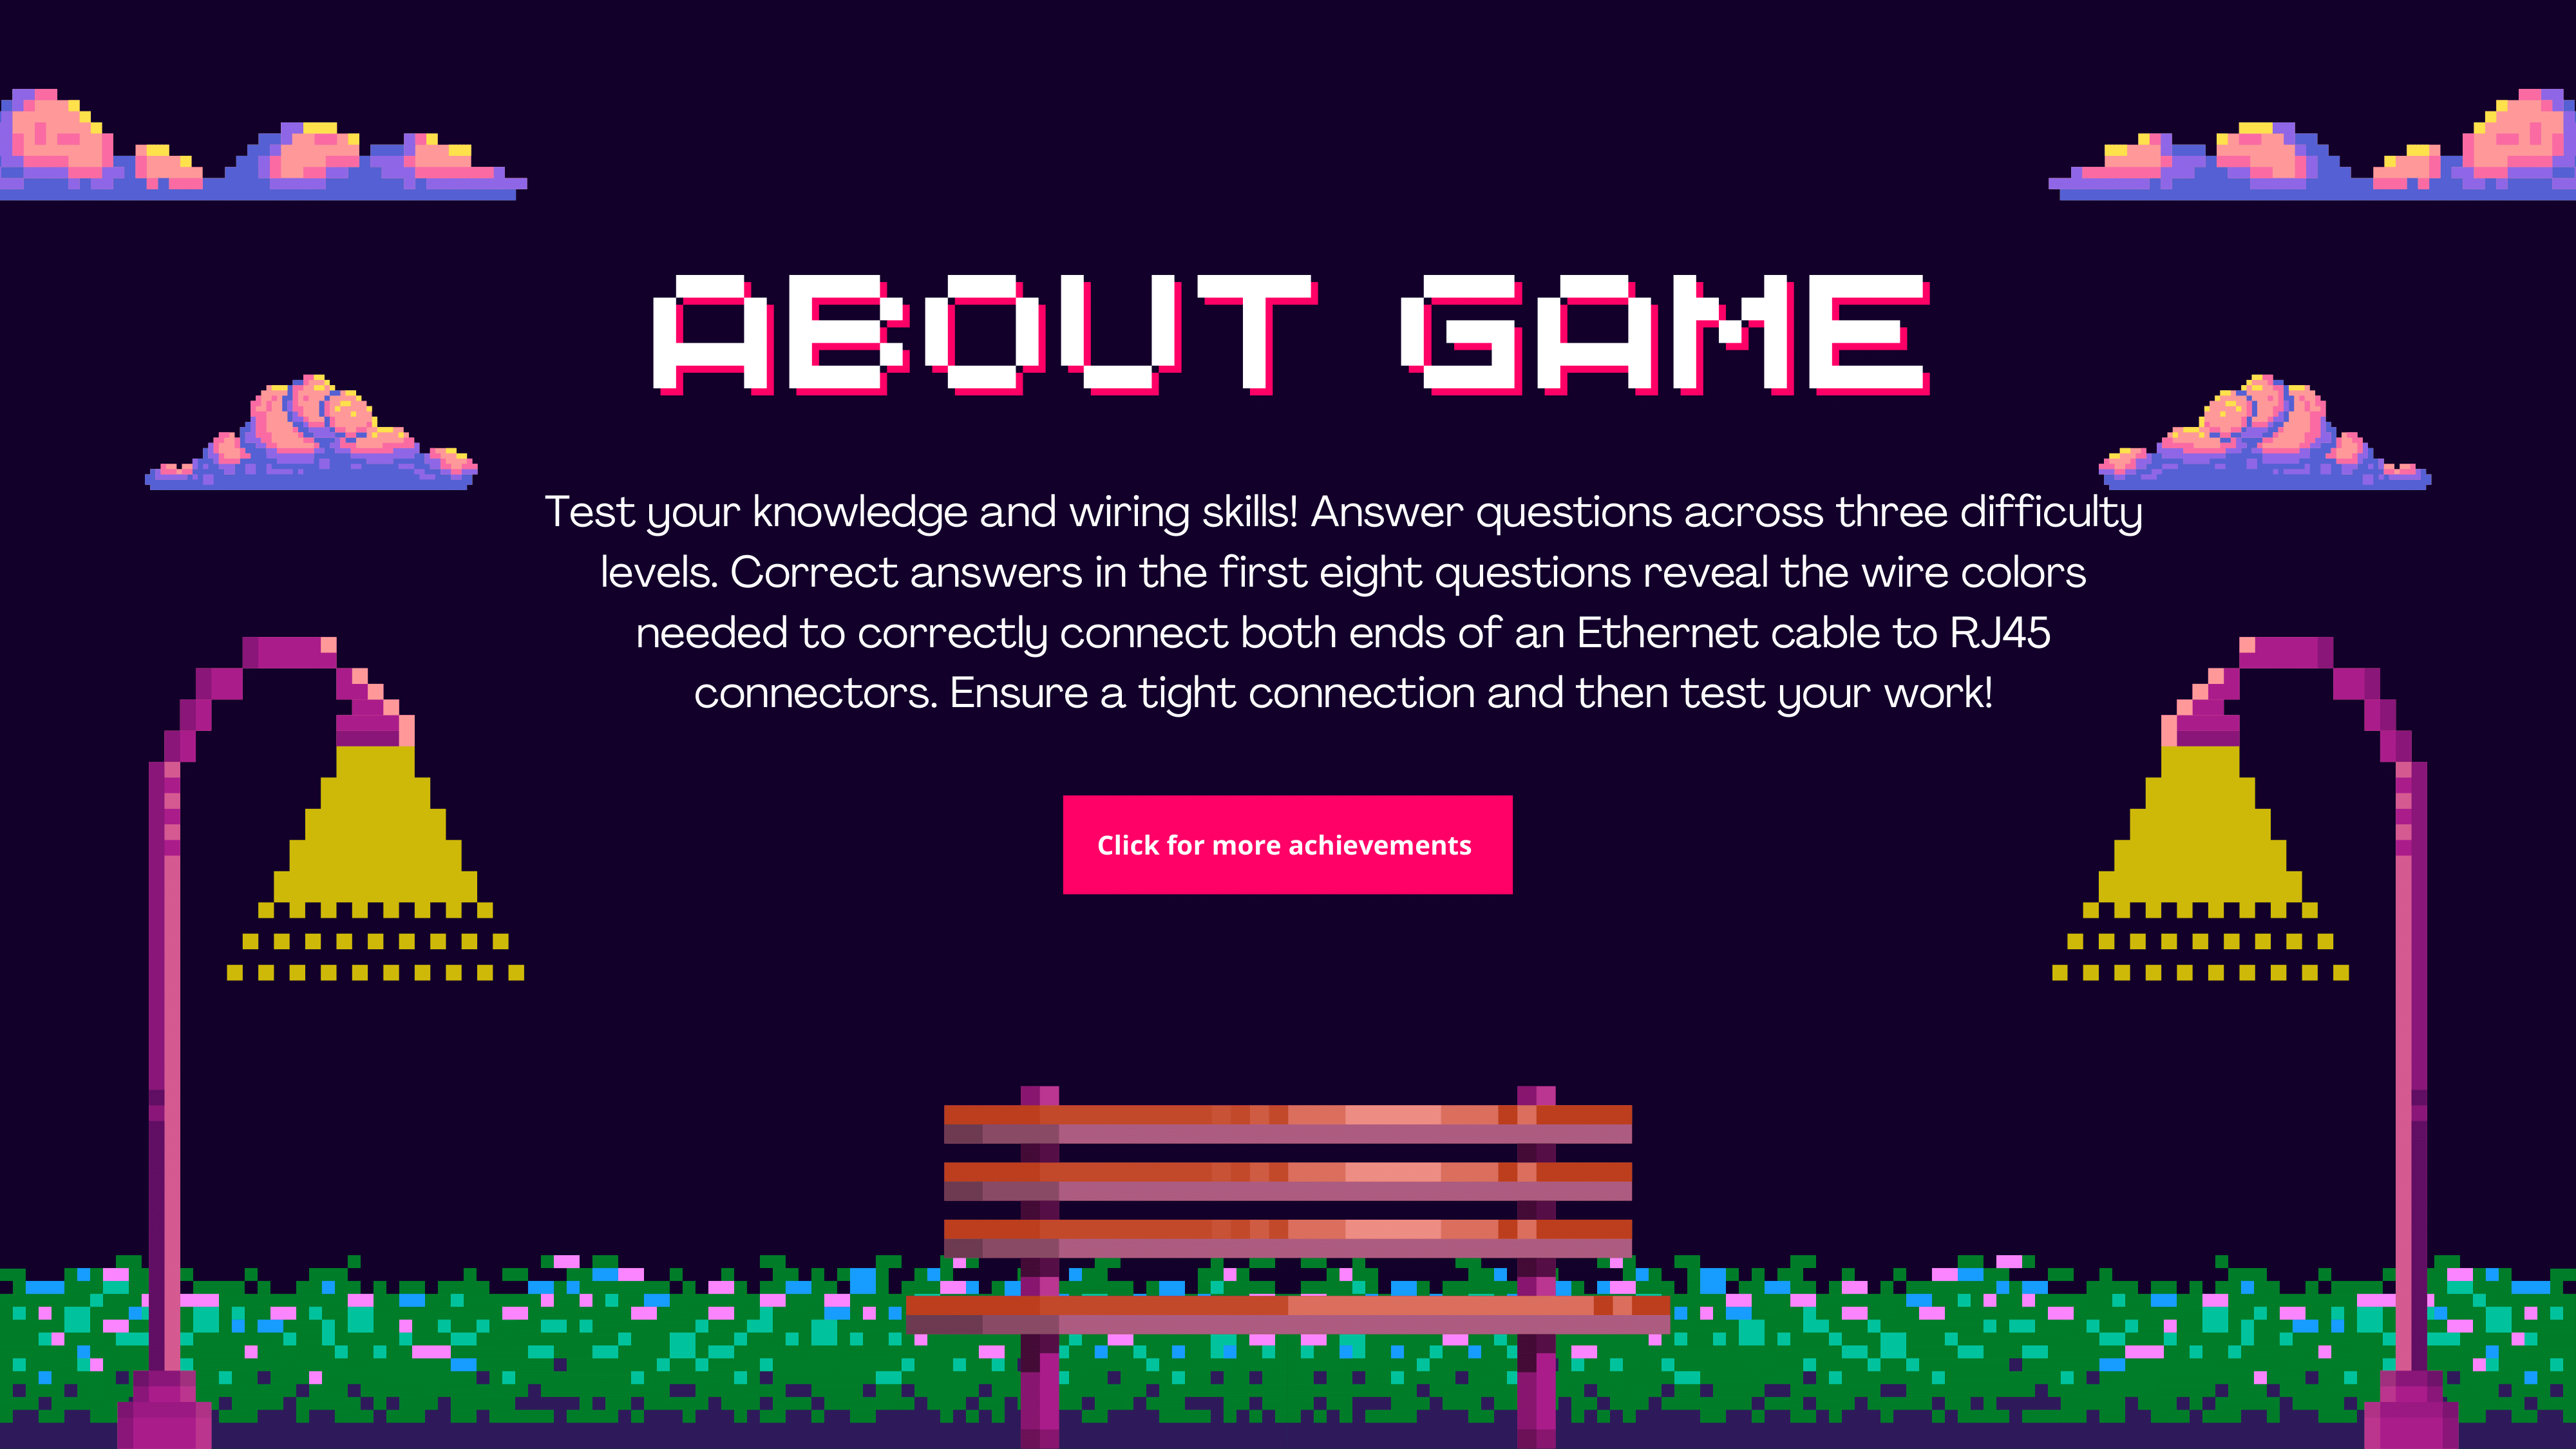 ABOUT GAME
Test your knowledge and wiring skills! Answer questions across three difficulty
levels. Correct answers in the first eight questions reveal the wire colors
needed to correctly connect both ends of an Ethernet cable to RJ45
connectors. Ensure a tight connection and then test your work!
Click for more achievements